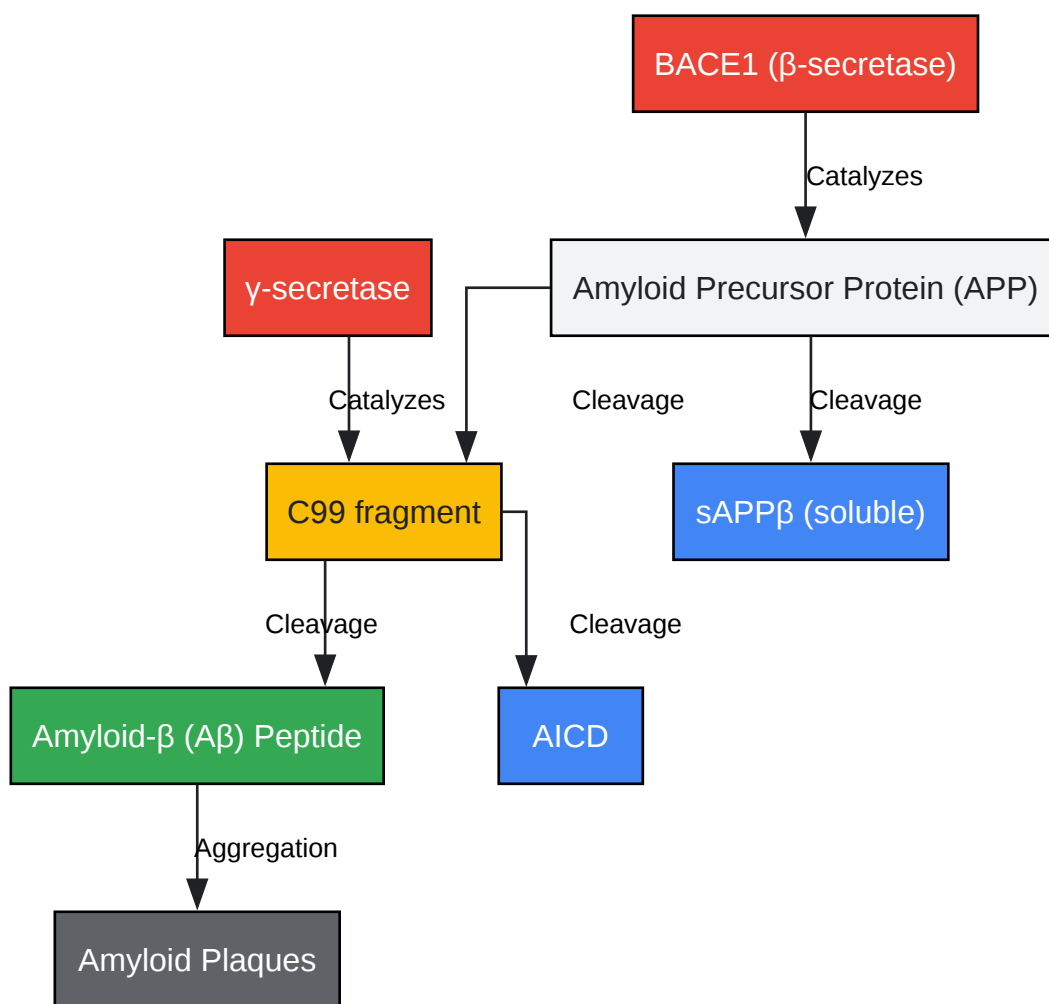 BACE1 (β-secretase)
Catalyzes
γ-secretase
Amyloid Precursor Protein (APP)
Catalyzes
Cleavage
Cleavage
C99 fragment
sAPPβ (soluble)
Cleavage
Cleavage
Amyloid-β (Aβ) Peptide
AICD
Aggregation
Amyloid Plaques